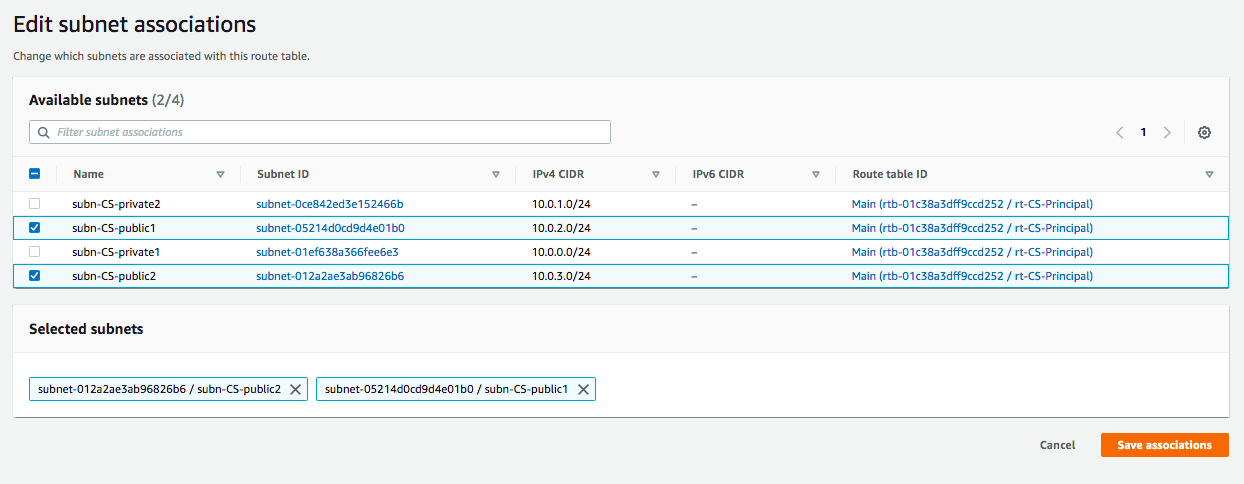 Edit subnet associations
Change which subnets are associated with this route table.
Available subnets (2/4)
Filter subnet associations
1
Name Subnet ID IPv4 CIDR IPv6 CIDR Route table ID
subn-CS-private2 subnet-0ce842ed3e152466b 10.0.1.0/24 – Main (rtb-01c38a3dff9ccd252 / rt-CS-Principal)
subn-CS-public1 subnet-05214d0cd9d4e01b0 10.0.2.0/24 – Main (rtb-01c38a3dff9ccd252 / rt-CS-Principal)
subn-CS-private1 subnet-01ef638a366fee6e3 10.0.0.0/24 – Main (rtb-01c38a3dff9ccd252 / rt-CS-Principal)
subn-CS-public2 subnet-012a2ae3ab96826b6 10.0.3.0/24 – Main (rtb-01c38a3dff9ccd252 / rt-CS-Principal)
Selected subnets
subnet-012a2ae3ab96826b6 / subn-CS-public2 subnet-05214d0cd9d4e01b0 / subn-CS-public1
Cancel Save associations